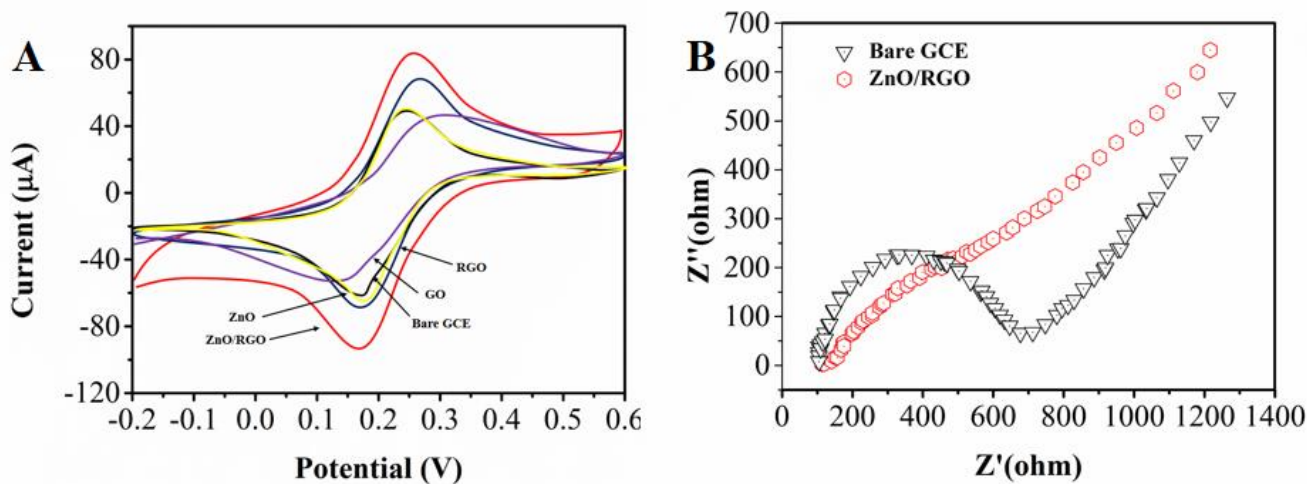 A
Current (μA)
80
40
0
-40
-80
-120
RGO
GO
ZnO
Bare GCE
ZnO/RGO
-0.2 -0.1 0.0 0.1 0.2 0.3 0.4 0.5 0.6
Potential (V)
B
Z''(ohm)
700
600
500
400
300
200
100
0
Bare GCE
ZnO/RGO
0 200 400 600 800 1000 1200 1400
Z'(ohm)